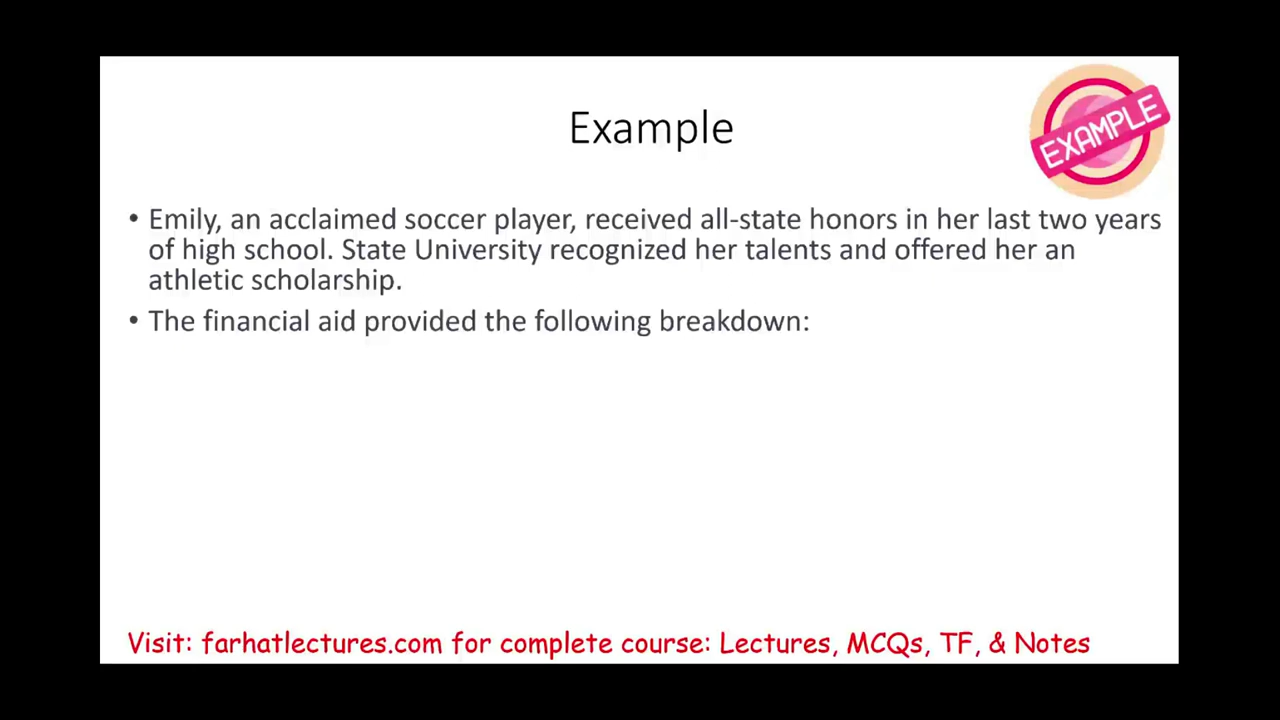 Example
EXAMPLE
• Emily, an acclaimed soccer player, received all-state honors in her last two years
of high school. State University recognized her talents and offered her an
athletic scholarship.
• The financial aid provided the following breakdown:
Visit: farhatlectures.com for complete course: Lectures, MCQs, TF, & Notes